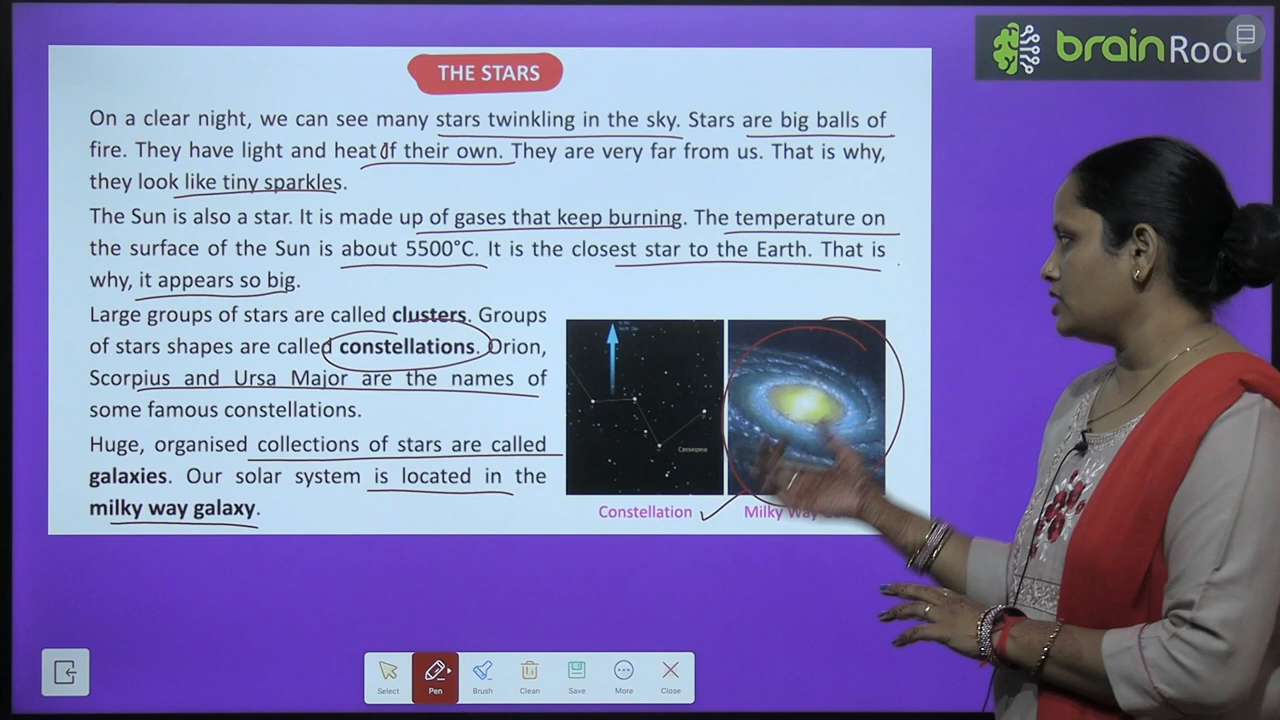 brainRoot
THE STARS
On a clear night, we can see many stars twinkling in the sky. Stars are big balls of
fire. They have light and heat of their own. They are very far from us. That is why,
they look like tiny sparkles.
The Sun is also a star. It is made up of gases that keep burning. The temperature on
the surface of the Sun is about 5500°C. It is the closest star to the Earth. That is
why, it appears so big.
Large groups of stars are called clusters. Groups
of stars shapes are called constellations. Orion,
Scorpius and Ursa Major are the names of
some famous constellations.
Huge, organised collections of stars are called
galaxies. Our solar system is located in the
milky way galaxy.
Cassiopeia
Constellation
Milky Way
Select
Pen
Brush
Clean
Save
More
Close